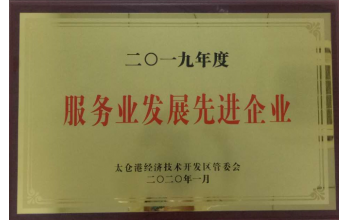 二〇一九年度
服务业发展先进企业
太仓港经济技术开发区管委会
二〇二〇年一月